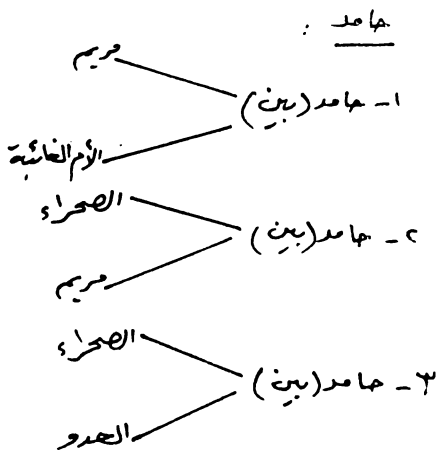 حامد :
مريم
١- حامد (بين)
الأم الغائبة
الصحراء
٢- حامد (بين)
مريم
الصحراء
٣- حامد (بين)
العدو